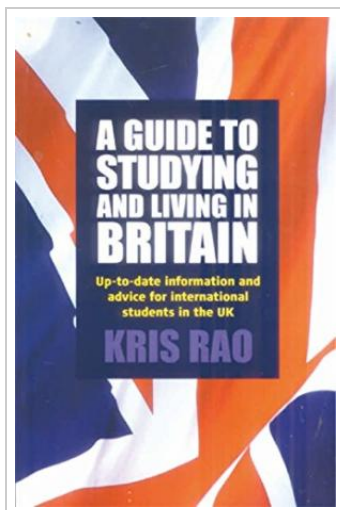 A GUIDE TO
STUDYING
AND LIVING IN
BRITAIN
Up-to-date information and
advice for international
students in the UK
KRIS RAO